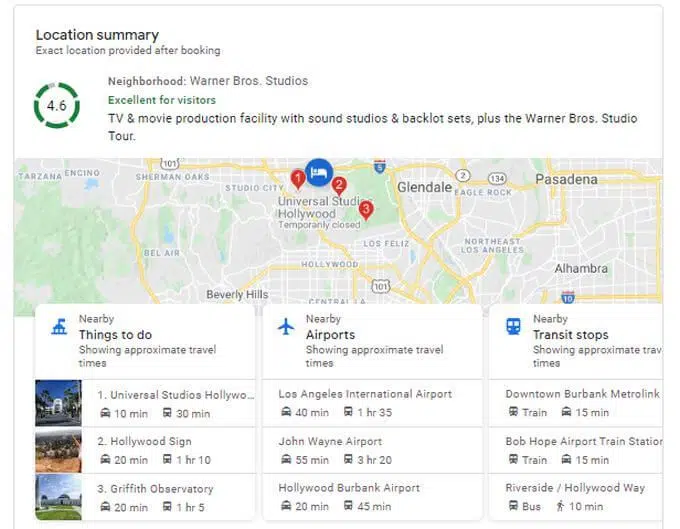 Location summary
Exact location provided after booking
4.6
Neighborhood: Warner Bros. Studios
Excellent for visitors
TV & movie production facility with sound studios & backlot sets, plus the Warner Bros. Studio
Tour.
TARZANA
ENCINO
SHERMAN OAKS
101
STUDIO CITY
1
2
3
Universal Studios
Hollywood
Temporarily closed
5
Glendale
2
134
EAGLE ROCK
Pasadena
BEL AIR
LOS FELIZ
NORTHEAST
LOS ANGELES
HOLLYWOOD
Alhambra
Beverly Hills
101
10
CENTRAL LA
Nearby
Things to do
Showing approximate travel
times
1. Universal Studios Hollywo...
10 min 30 min
2. Hollywood Sign
20 min 1 hr 10
3. Griffith Observatory
20 min 1 hr 5
Nearby
Airports
Showing approximate travel
times
Los Angeles International Airport
40 min 1 hr 35
John Wayne Airport
55 min 3 hr 20
Hollywood Burbank Airport
20 min 45 min
Nearby
Transit stops
Showing approximate trav
times
Downtown Burbank Metrolink
Train 15 min
Bob Hope Airport Train Station
Train 15 min
Riverside / Hollywood Way
Bus 10 min